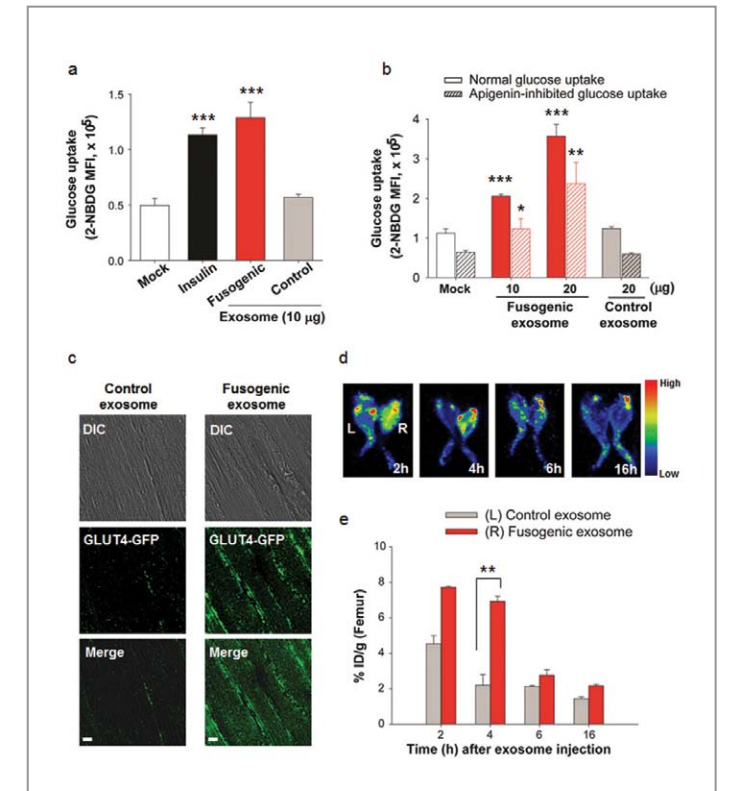 a
1.5
1.0
0.5
0.0
Glucose uptake
(2-NBDG MFI, x 10⁵)
***
***
Mock
Insulin
Fusogenic
Control
Exosome (10 μg)
b
Normal glucose uptake
Apigenin-inhibited glucose uptake
4
3
2
1
0
Glucose uptake
(2-NBDG MFI, x 10⁵)
***
*
***
**
Mock
10
20
20
(μg)
Fusogenic
exosome
Control
exosome
c
Control
exosome
Fusogenic
exosome
DIC
DIC
GLUT4-GFP
GLUT4-GFP
Merge
Merge
d
L
R
2h
4h
6h
16h
High
Low
e
(L) Control exosome
(R) Fusogenic exosome
10
8
6
4
2
0
% ID/g (Femur)
**
2
4
6
16
Time (h) after exosome injection